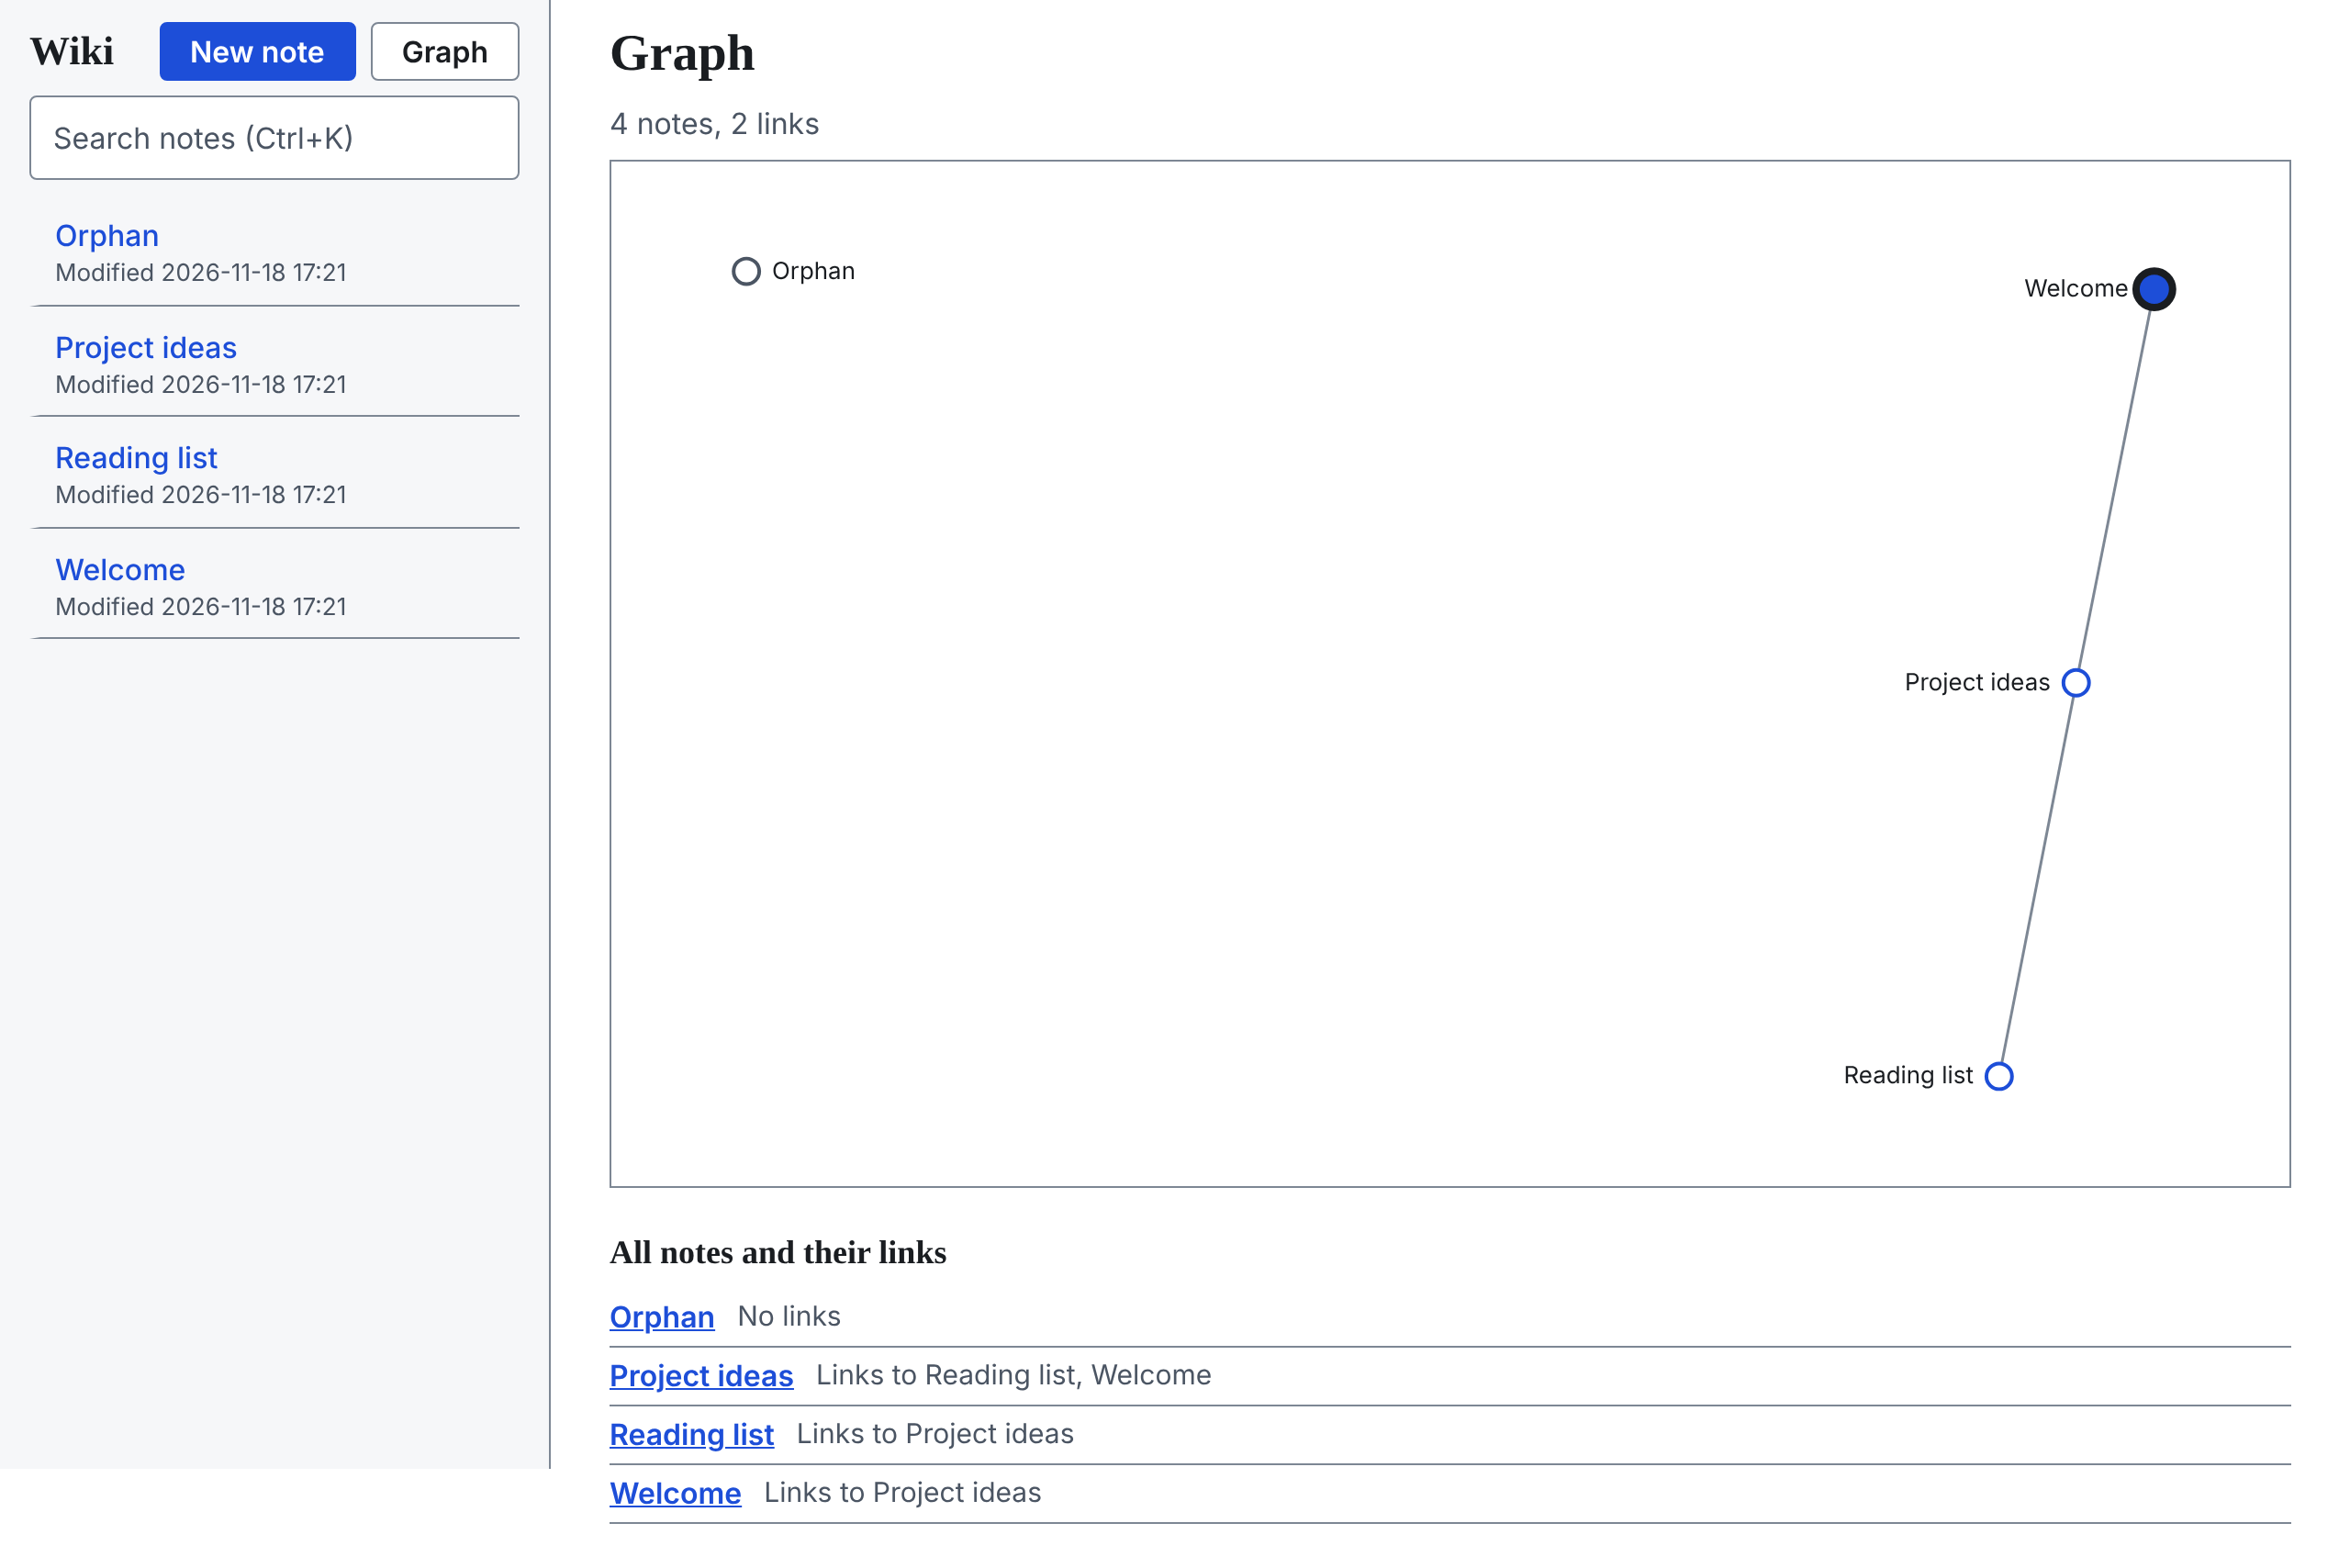 Wiki
New note
Graph
Search notes (Ctrl+K)
Orphan
Modified 2026-11-18 17:21
Project ideas
Modified 2026-11-18 17:21
Reading list
Modified 2026-11-18 17:21
Welcome
Modified 2026-11-18 17:21
Graph
4 notes, 2 links
Orphan
Welcome
Project ideas
Reading list
All notes and their links
Orphan No links
Project ideas Links to Reading list, Welcome
Reading list Links to Project ideas
Welcome Links to Project ideas